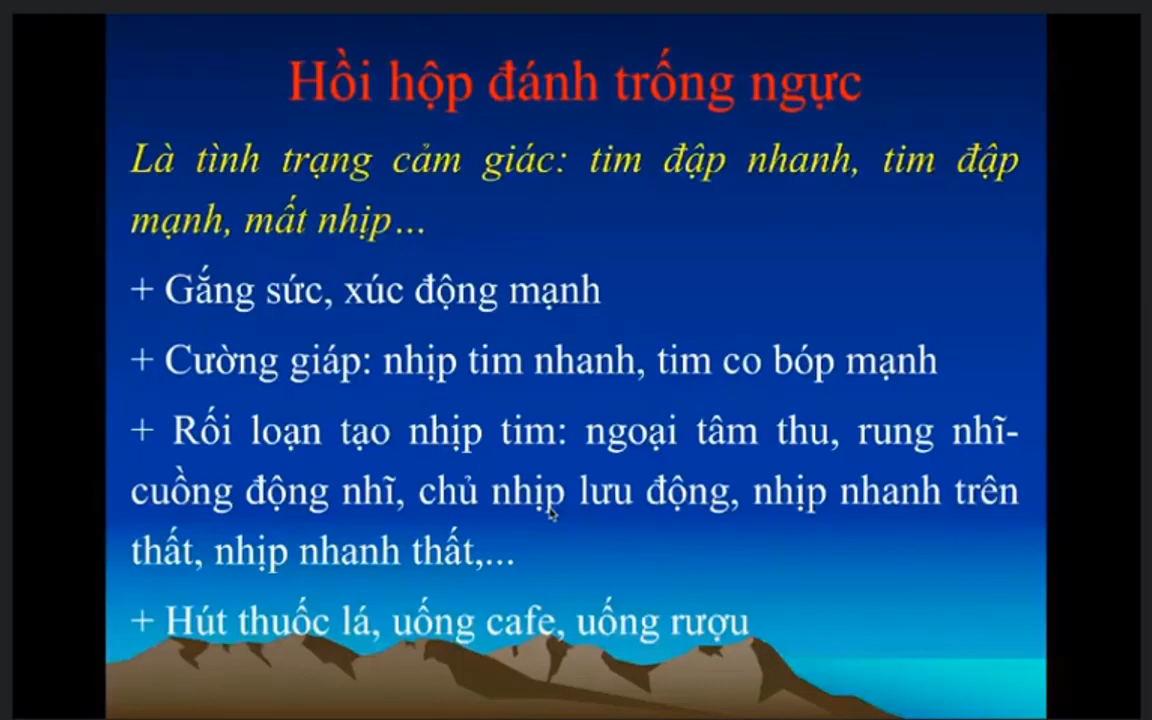 Hồi hộp đánh trống ngực
Là tình trạng cảm giác: tim đập nhanh, tim đập
mạnh, mất nhịp…
+ Gắng sức, xúc động mạnh
+ Cường giáp: nhịp tim nhanh, tim co bóp mạnh
+ Rối loạn tạo nhịp tim: ngoại tâm thu, rung nhĩ-
cuồng động nhĩ, chủ nhịp lưu động, nhịp nhanh trên
thất, nhịp nhanh thất,...
+ Hút thuốc lá, uống cafe, uống rượu